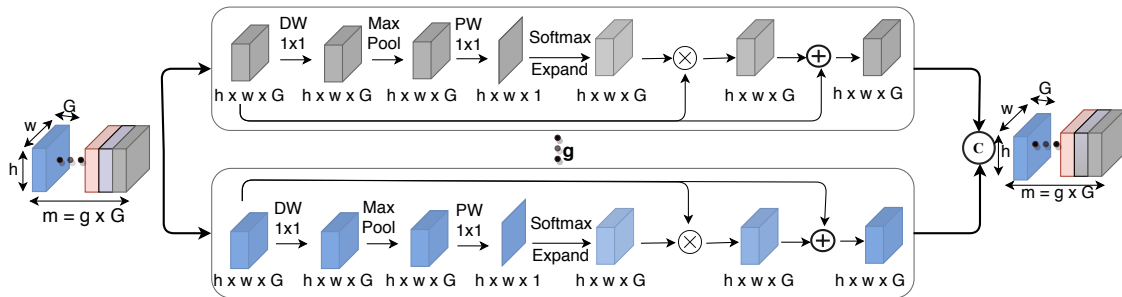 G
w
h
m = g x G
DW
1x1
Max
Pool
PW
1x1
Softmax
Expand
h x w x G
h x w x G
h x w x G
h x w x 1
h x w x G
h x w x G
h x w x G
g
DW
1x1
Max
Pool
PW
1x1
Softmax
Expand
h x w x G
h x w x G
h x w x G
h x w x 1
h x w x G
h x w x G
h x w x G
C
G
w
h
m = g x G